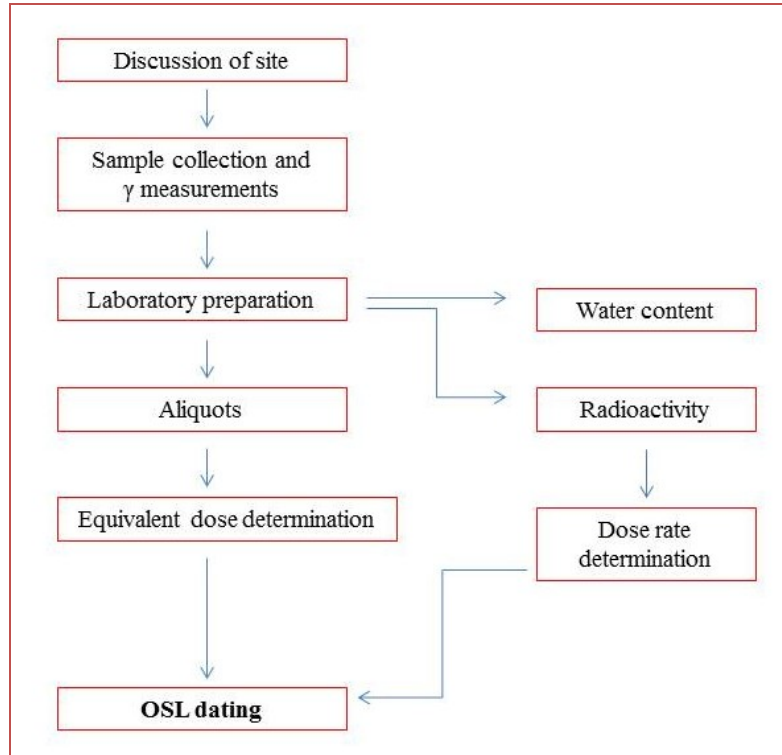 Discussion of site
Sample collection and
γ measurements
Laboratory preparation
Water content
Aliquots
Radioactivity
Equivalent dose determination
Dose rate
determination
OSL dating